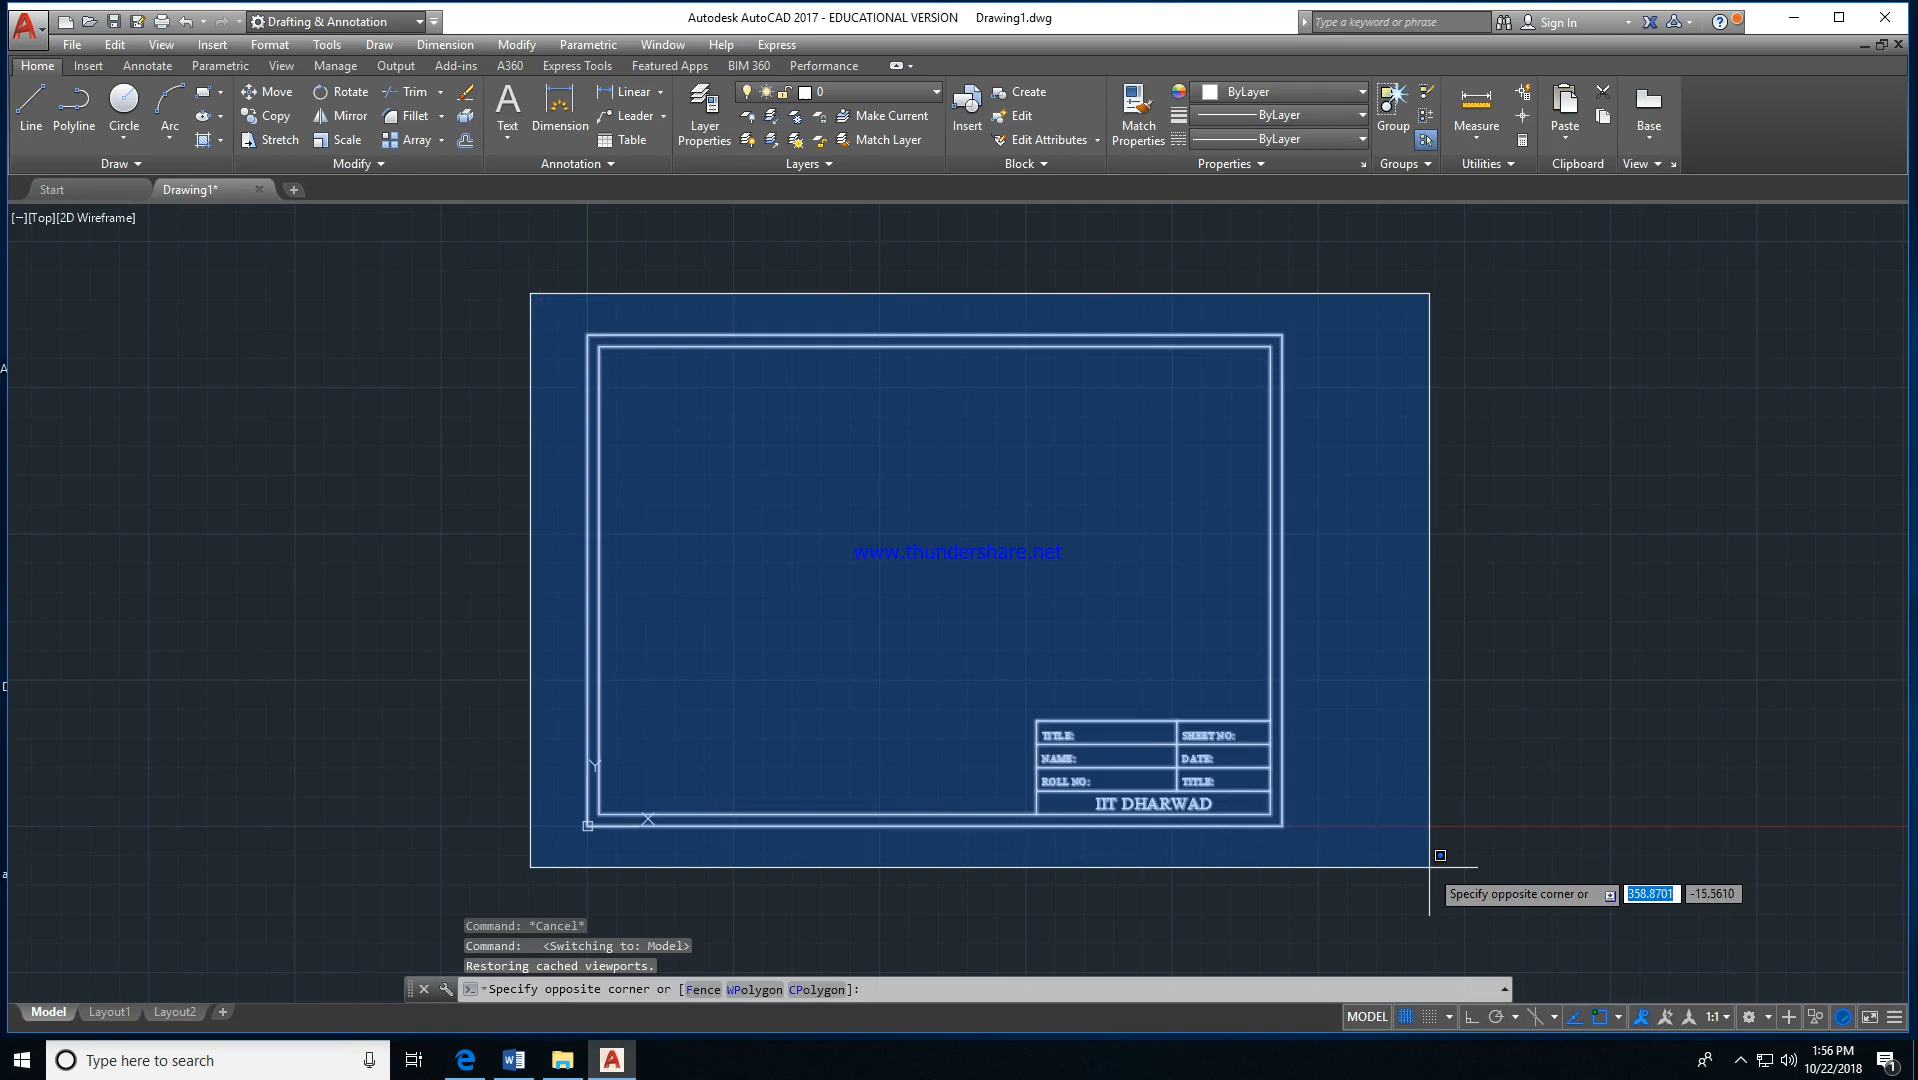 Drafting & Annotation
Autodesk AutoCAD 2017 - EDUCATIONAL VERSION Drawing1.dwg
Type a keyword or phrase
Sign In
File Edit View Insert Format Tools Draw Dimension Modify Parametric Window Help Express
Home Insert Annotate Parametric View Manage Output Add-ins A360 Express Tools Featured Apps BIM 360 Performance
Line Polyline Circle Arc
Move Rotate Trim
Copy Mirror Fillet
Stretch Scale Array
Text Dimension
Linear
Leader
Table
Layer Properties
0
Make Current
Match Layer
Insert
Create
Edit
Edit Attributes
Match Properties
ByLayer
ByLayer
ByLayer
Group
Measure
Paste
Base
Draw Modify Annotation Layers Block Properties Groups Utilities Clipboard View
Start Drawing1*
[−][Top][2D Wireframe]
www.thundershare.net
TITLE: SHEET NO:
NAME: DATE:
ROLL NO: TITLE:
IIT DHARWAD
Y
X
Specify opposite corner or 358.8701 -15.5610
Command: *Cancel*
Command: <Switching to: Model>
Restoring cached viewports.
Specify opposite corner or [Fence WPolygon CPolygon]:
Model Layout1 Layout2
MODEL 1:1
Type here to search
1:56 PM
10/22/2018
1